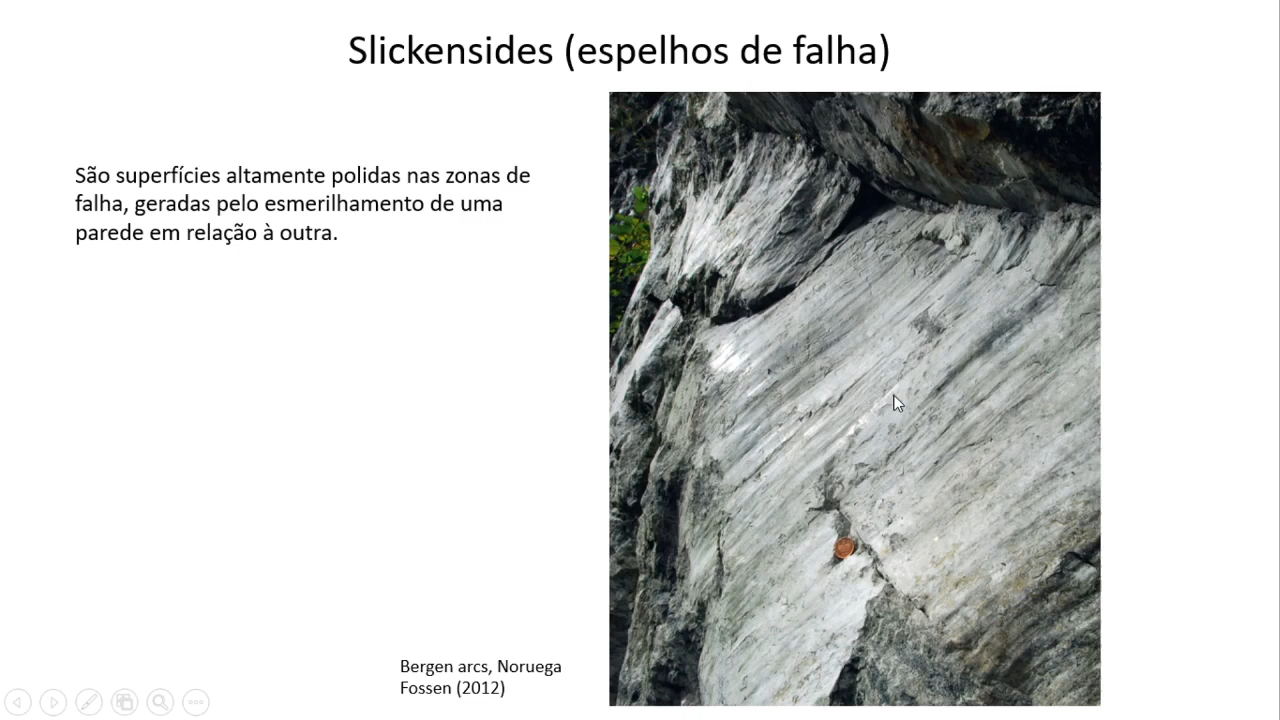 Slickensides (espelhos de falha)
São superfícies altamente polidas nas zonas de
falha, geradas pelo esmerilhamento de uma
parede em relação à outra.
Bergen arcs, Noruega
Fossen (2012)